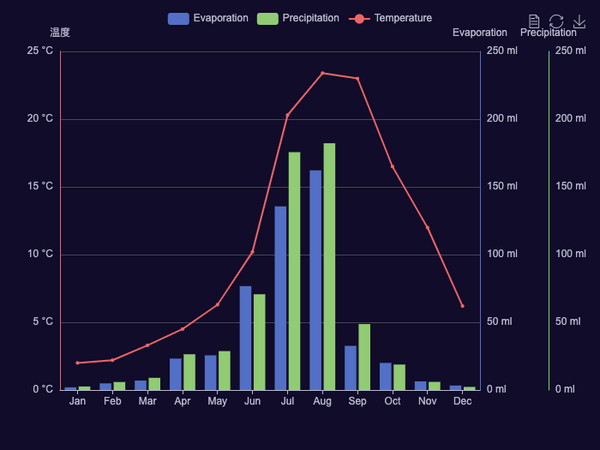 Evaporation Precipitation Temperature
温度 Evaporation Precipitation
25 °C 250 ml 250 ml
20 °C 200 ml 200 ml
15 °C 150 ml 150 ml
10 °C 100 ml 100 ml
5 °C 50 ml 50 ml
0 °C 0 ml 0 ml
Jan Feb Mar Apr May Jun Jul Aug Sep Oct Nov Dec